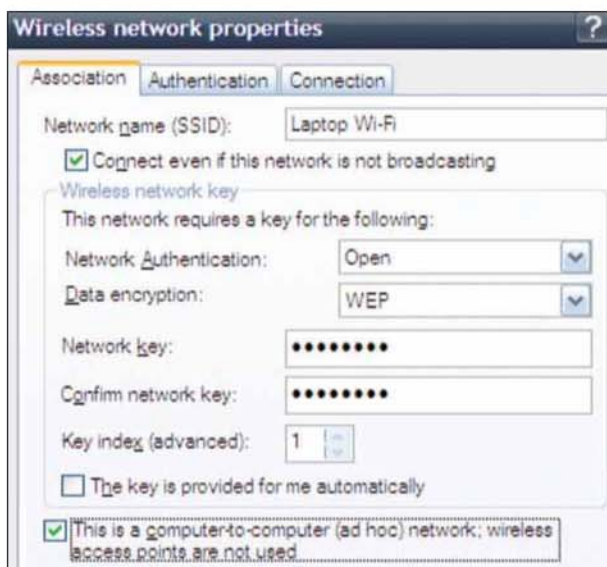 Wireless network properties ?
Association Authentication Connection
Network name (SSID): Laptop Wi-Fi
Connect even if this network is not broadcasting
Wireless network key
This network requires a key for the following:
Network Authentication: Open
Data encryption: WEP
Network key: ••••••••
Confirm network key: ••••••••
Key index (advanced): 1
The key is provided for me automatically
This is a computer-to-computer (ad hoc) network; wireless
access points are not used